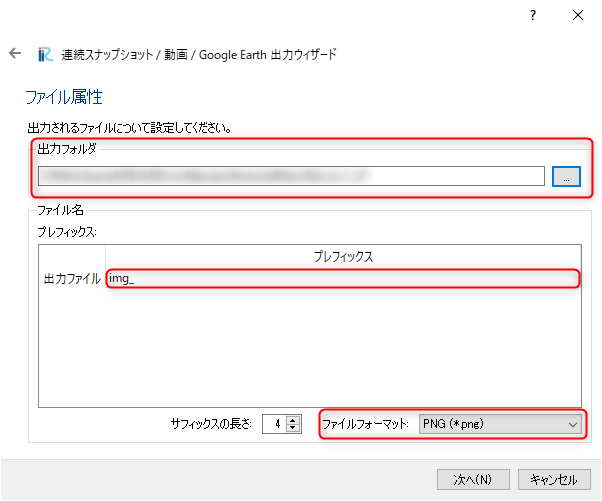 ?
連続スナップショット / 動画 / Google Earth 出力ウィザード
ファイル属性
出力されるファイルについて設定してください。
出力フォルダ
...
ファイル名
プレフィックス:
プレフィックス
出力ファイル img_
サフィックスの長さ: 4 ファイルフォーマット: PNG (*.png)
次へ(N) キャンセル